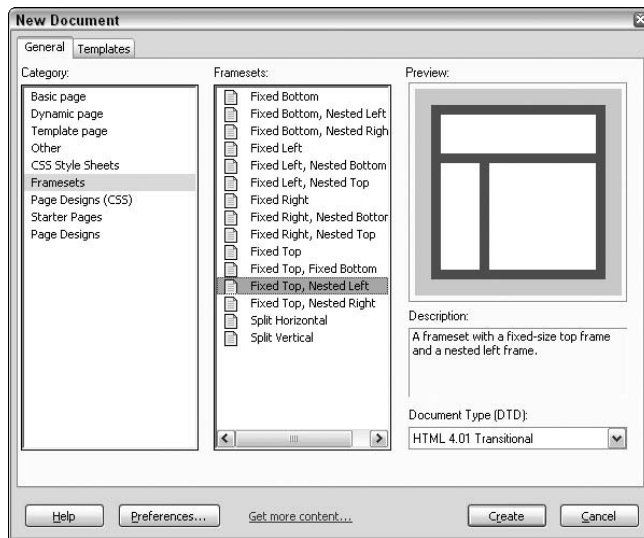 New Document
General
Templates
Category:
Basic page
Dynamic page
Template page
Other
CSS Style Sheets
Framesets
Page Designs (CSS)
Starter Pages
Page Designs
Framesets:
Fixed Bottom
Fixed Bottom, Nested Left
Fixed Bottom, Nested Righ
Fixed Left
Fixed Left, Nested Bottom
Fixed Left, Nested Top
Fixed Right
Fixed Right, Nested Bottor
Fixed Right, Nested Top
Fixed Top
Fixed Top, Fixed Bottom
Fixed Top, Nested Left
Fixed Top, Nested Right
Split Horizontal
Split Vertical
Preview:
Description:
A frameset with a fixed-size top frame
and a nested left frame.
Document Type (DTD):
HTML 4.01 Transitional
Help
Preferences...
Get more content...
Create
Cancel